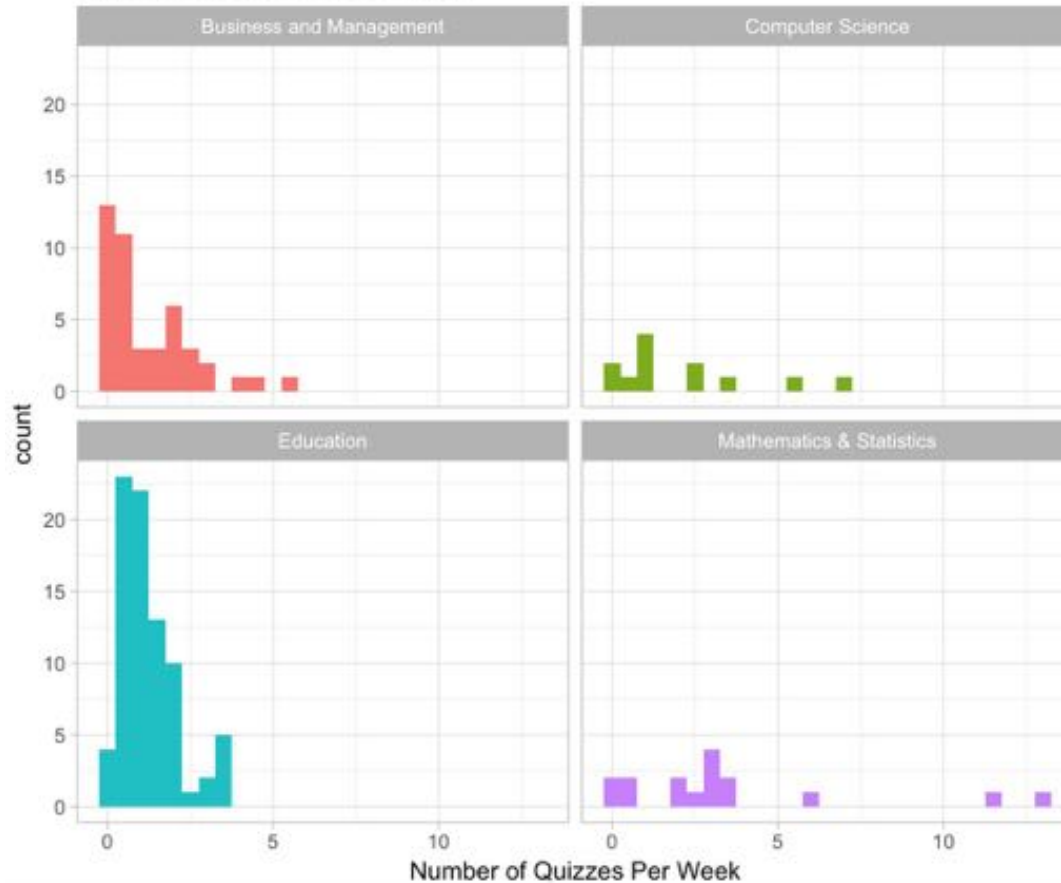 Business and Management
Computer Science
20
15
10
5
0
count
Education
Mathematics & Statistics
20
15
10
5
0
0 5 10
0 5 10
Number of Quizzes Per Week